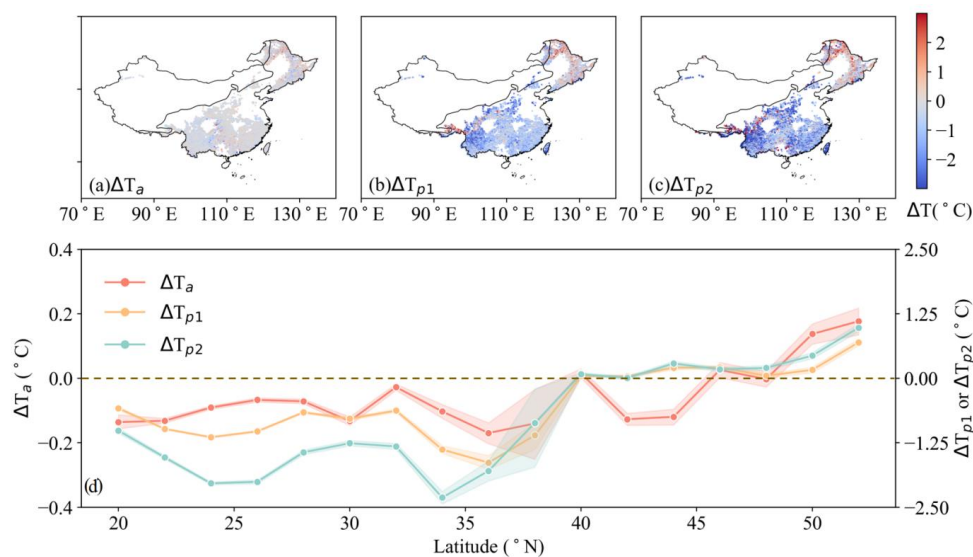 (a)ΔTₐ
(b)ΔTₚ₁
(c)ΔTₚ₂
70°E 90°E 110°E 130°E
70°E 90°E 110°E 130°E
70°E 90°E 110°E 130°E
2
1
0
−1
−2
ΔT(°C)
0.4
0.2
0.0
−0.2
−0.4
ΔTₐ (°C)
ΔTₐ
ΔTₚ₁
ΔTₚ₂
(d)
2.50
1.25
0.00
−1.25
−2.50
ΔTₚ₁ or ΔTₚ₂ (°C)
20 25 30 35 40 45 50
Latitude (°N)